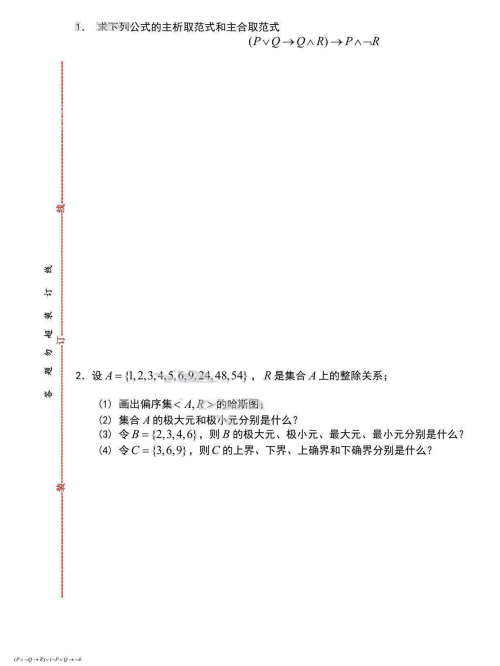 1． 求下列公式的主析取范式和主合取范式
(P∨Q→Q∧R)→P∧¬R
线
订
装
答 题 勿 超 装 订 线
2．设 A = {1,2,3,4,5,6,9,24,48,54}，R 是集合 A 上的整除关系；
(1) 画出偏序集< A, R >的哈斯图；
(2) 集合 A 的极大元和极小元分别是什么？
(3) 令 B = {2,3,4,6}，则 B 的极大元、极小元、最大元、最小元分别是什么？
(4) 令 C = {3,6,9}，则 C 的上界、下界、上确界和下确界分别是什么？